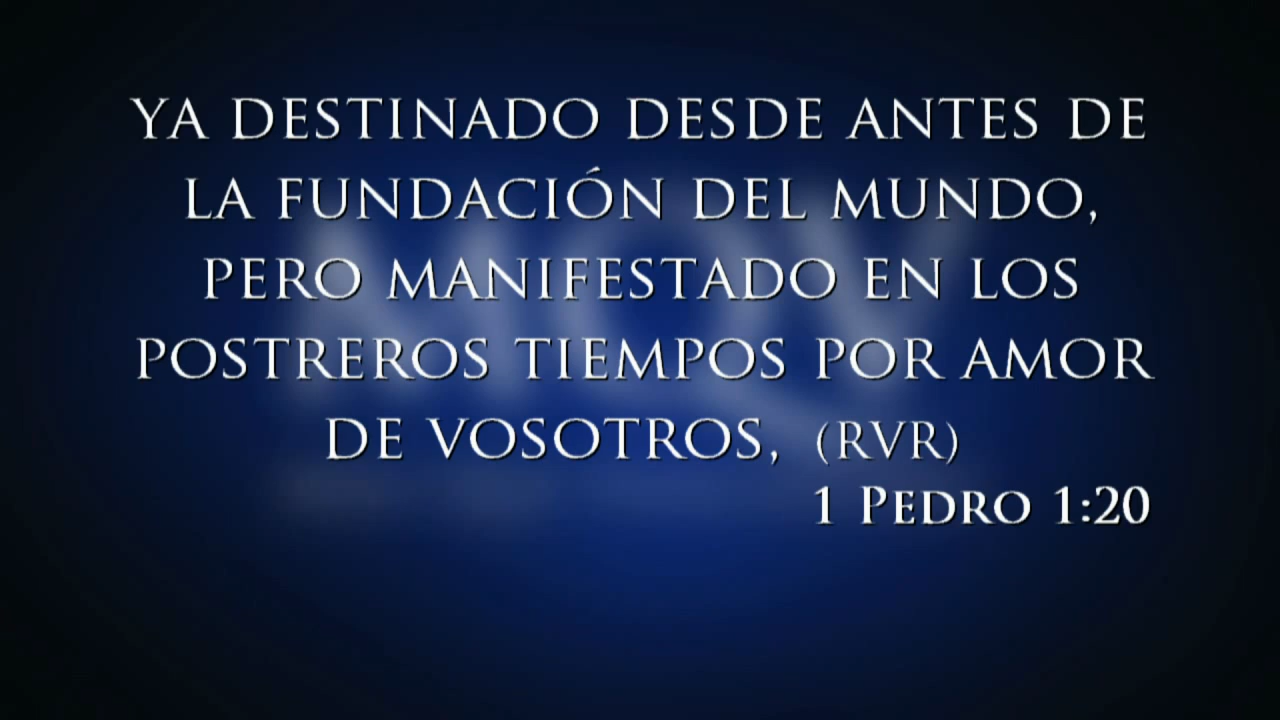 YA DESTINADO DESDE ANTES DE
LA FUNDACIÓN DEL MUNDO,
PERO MANIFESTADO EN LOS
POSTREROS TIEMPOS POR AMOR
DE VOSOTROS, (RVR)
1 PEDRO 1:20